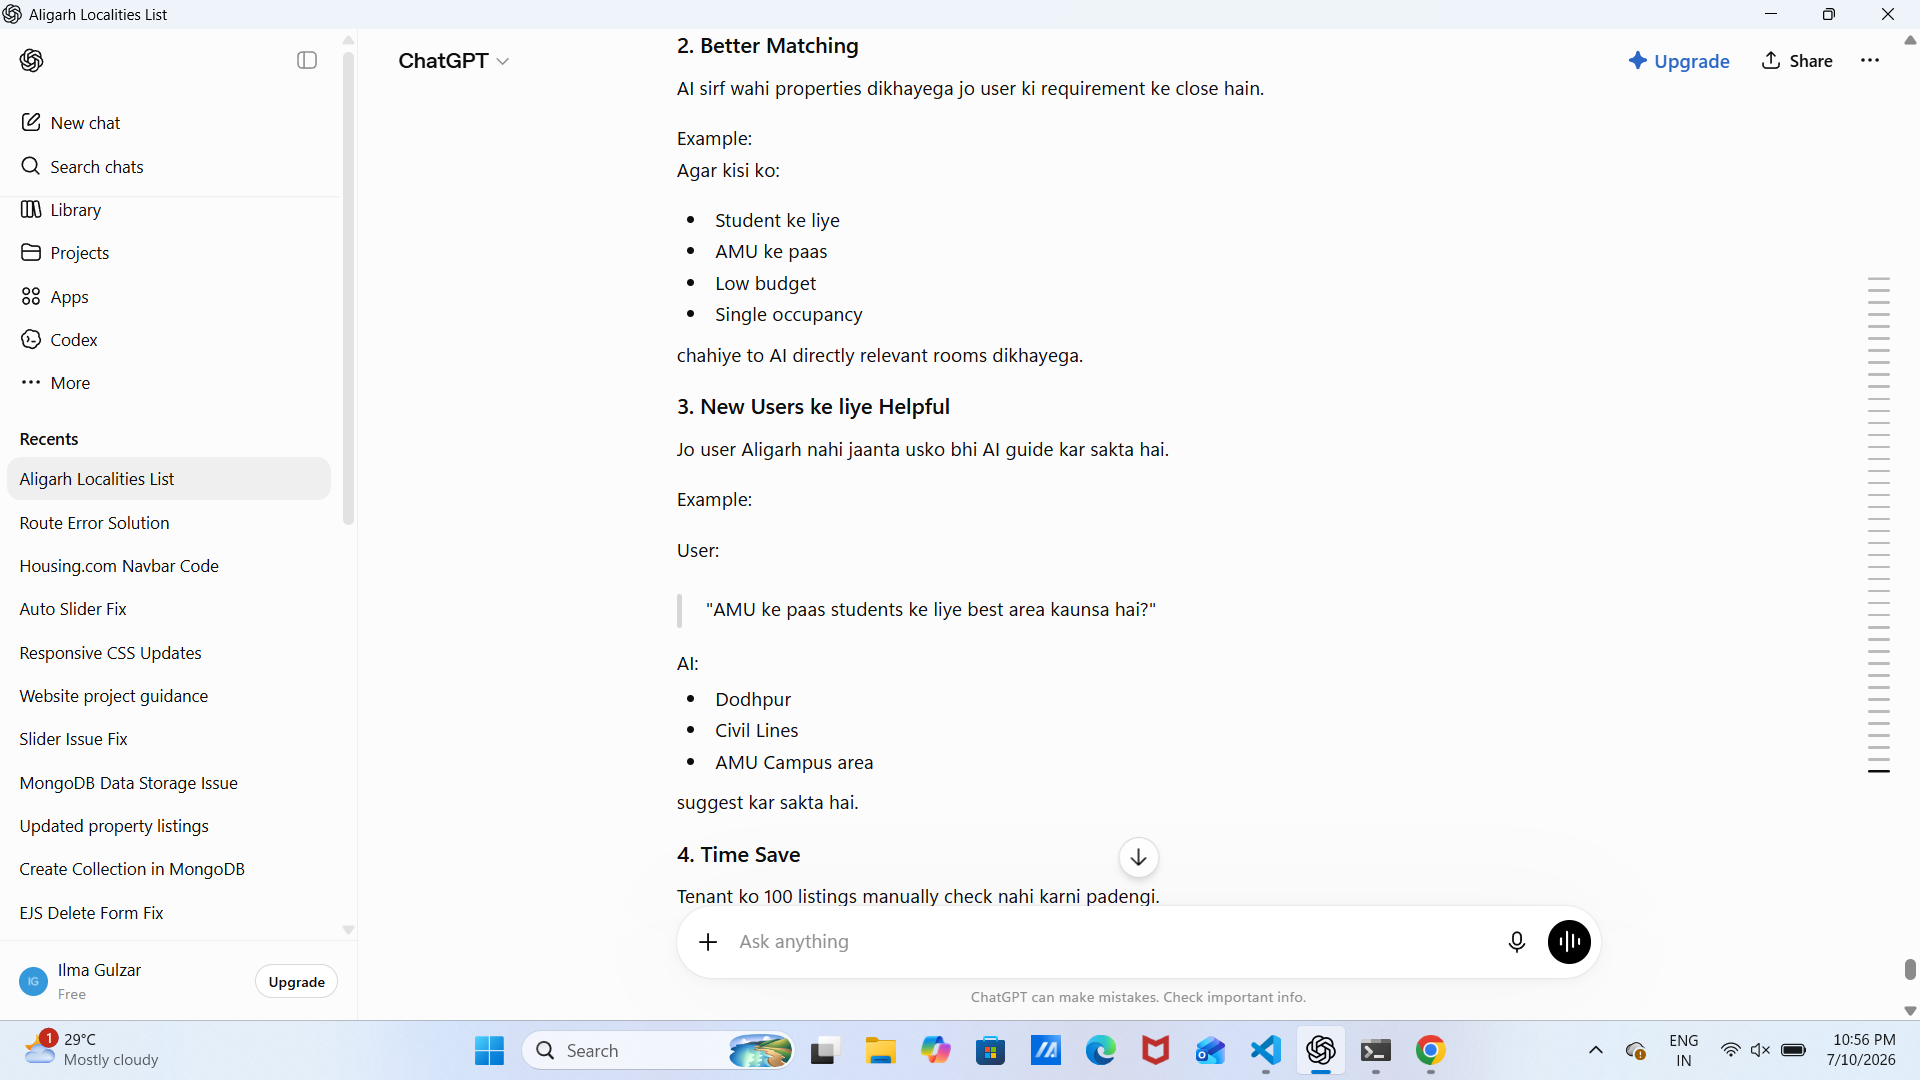 Aligarh Localities List
ChatGPT
Upgrade
Share
New chat
Search chats
Library
Projects
Apps
Codex
More
Recents
Aligarh Localities List
Route Error Solution
Housing.com Navbar Code
Auto Slider Fix
Responsive CSS Updates
Website project guidance
Slider Issue Fix
MongoDB Data Storage Issue
Updated property listings
Create Collection in MongoDB
EJS Delete Form Fix
IG
Ilma Gulzar
Free
Upgrade
2. Better Matching
AI sirf wahi properties dikhayega jo user ki requirement ke close hain.
Example:
Agar kisi ko:
• Student ke liye
• AMU ke paas
• Low budget
• Single occupancy
chahiye to AI directly relevant rooms dikhayega.
3. New Users ke liye Helpful
Jo user Aligarh nahi jaanta usko bhi AI guide kar sakta hai.
Example:
User:
"AMU ke paas students ke liye best area kaunsa hai?"
AI:
• Dodhpur
• Civil Lines
• AMU Campus area
suggest kar sakta hai.
4. Time Save
Tenant ko 100 listings manually check nahi karni padengi.
Ask anything
ChatGPT can make mistakes. Check important info.
1
29°C
Mostly cloudy
Search
ENG
IN
10:56 PM
7/10/2026